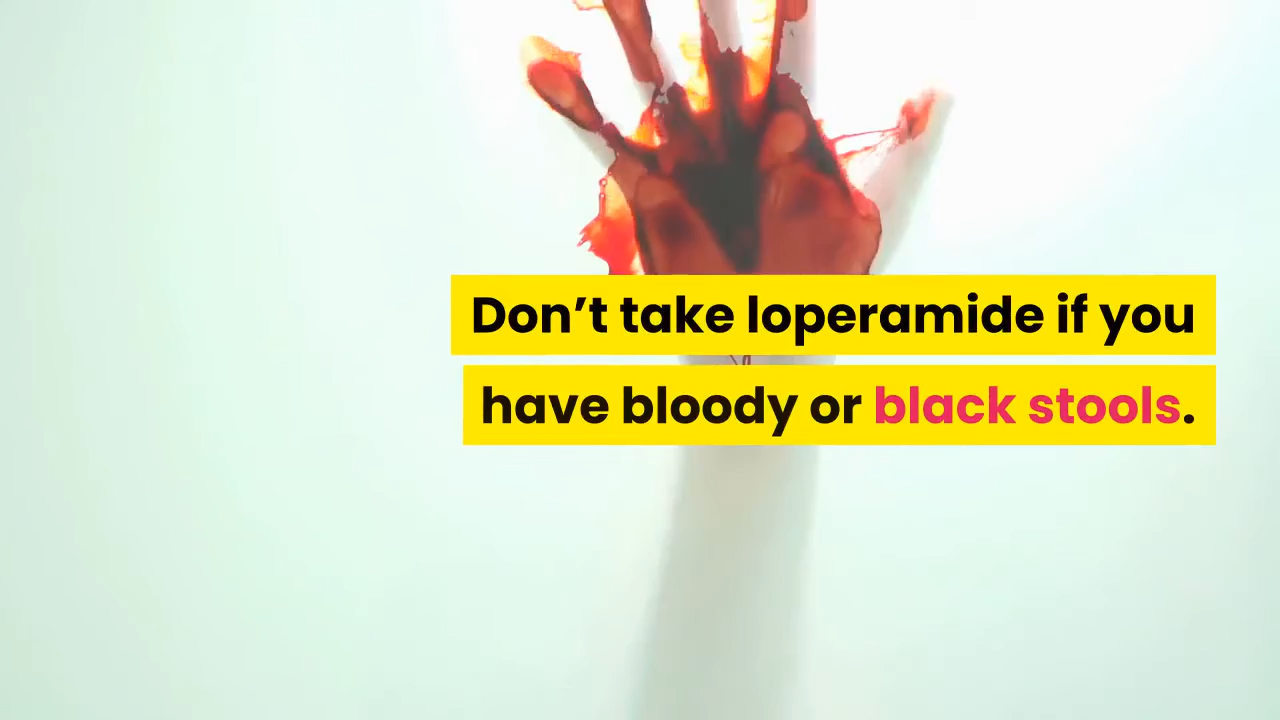 Don’t take loperamide if you
have bloody or black stools.